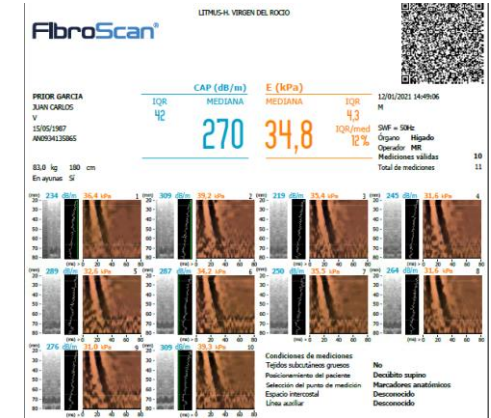 LITMUS-H. VIRGEN DEL ROCIO
FibroScan®
PRIOR GARCIA
JUAN CARLOS
V
15/05/1987
AN0934135865
83,0 kg 180 cm
En ayunas Sí
CAP (dB/m)
IQR MEDIANA
42 270
E (kPa)
MEDIANA IQR
34,8 4,3
IQR/med
12%
12/01/2021 14:49:06
M
SWF = 50Hz
Órgano Hígado
Operador MR
Mediciones válidas 10
Total de mediciones 11
234 dB/m 36,4 kPa 1
309 dB/m 39,2 kPa 2
219 dB/m 35,4 kPa 3
245 dB/m 31,6 kPa 4
289 dB/m 32,6 kPa 5
287 dB/m 34,2 kPa 6
250 dB/m 35,5 kPa 7
264 dB/m 31,6 kPa 8
276 dB/m 31,0 kPa 9
309 dB/m 39,3 kPa 10
Condiciones de mediciones
Tejidos subcutáneos gruesos No
Posicionamiento del paciente Decúbito supino
Selección del punto de medición Marcadores anatómicos
Espacio intercostal Desconocido
Línea axilar Desconocido